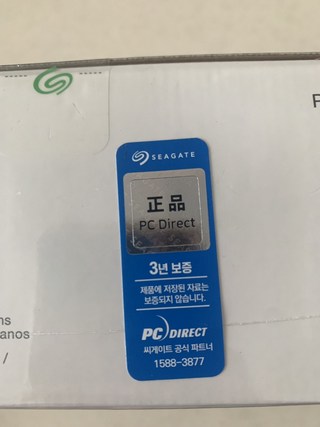 SEAGATE
正品
PC Direct
3년 보증
제품에 저장된 자료는
보증되지 않습니다.
PC DIRECT
씨게이트 공식 파트너
1588-3877
ns
anos
/